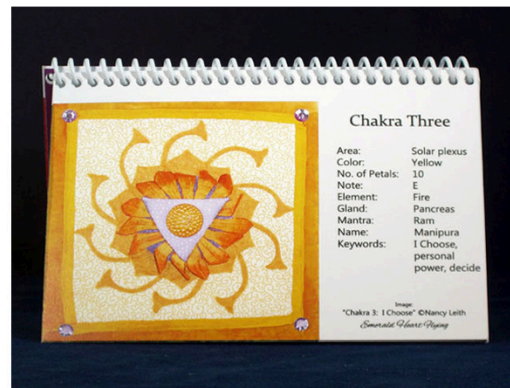 Chakra Three
Area: Solar plexus
Color: Yellow
No. of Petals: 10
Note: E
Element: Fire
Gland: Pancreas
Mantra: Ram
Name: Manipura
Keywords: I Choose,
personal
power, decide
Image:
"Chakra 3: I Choose" ©Nancy Leith
Emerald Heart Flying